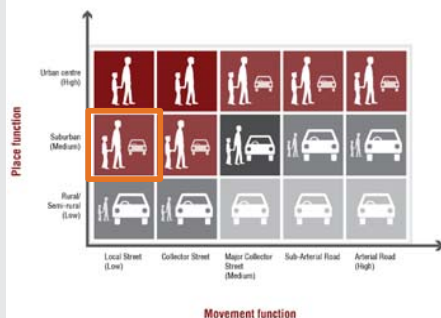 Place function
Urban centre
(High)
Suburban
(Medium)
Rural/
Semi-rural
(Low)
Local Street
(Low)
Collector Street
Major Collector
Street
(Medium)
Sub-Arterial Road
Arterial Road
(High)
Movement function